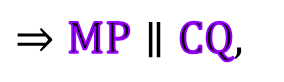 ⇒ MP ∥ CQ,